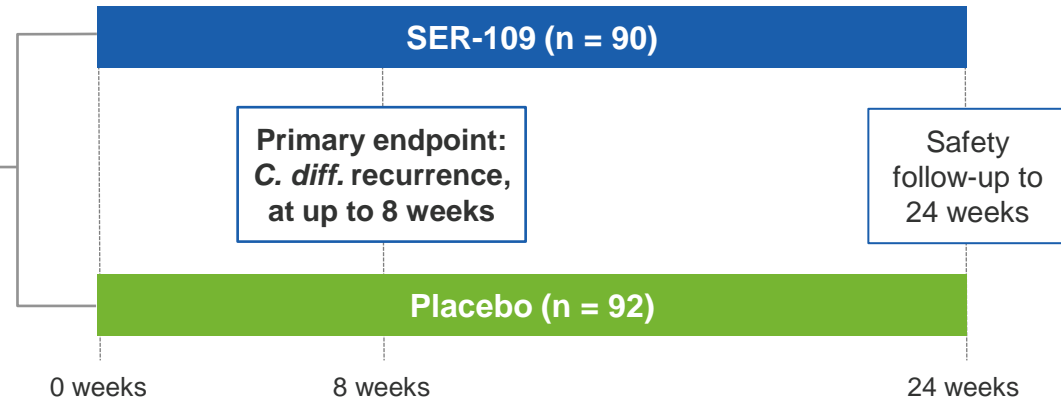 SER-109 (n = 90)
Primary endpoint:
C. diff. recurrence,
at up to 8 weeks
Safety
follow-up to
24 weeks
Placebo (n = 92)
0 weeks
8 weeks
24 weeks